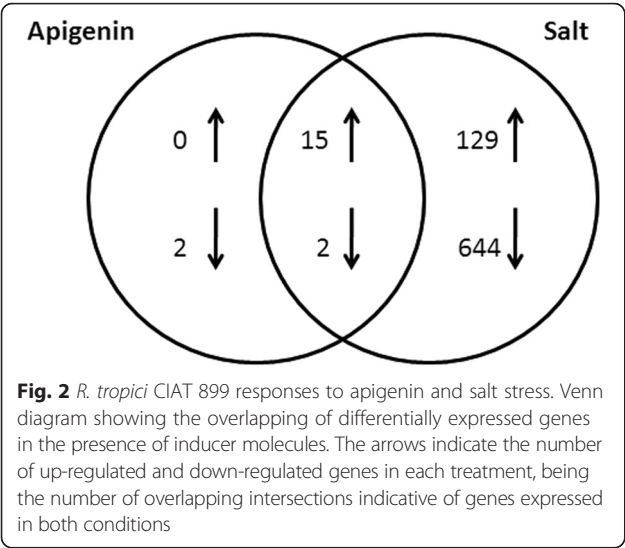 Apigenin Salt
0 15 129
2 2 644
Fig. 2 R. tropici CIAT 899 responses to apigenin and salt stress. Venn
diagram showing the overlapping of differentially expressed genes
in the presence of inducer molecules. The arrows indicate the number
of up-regulated and down-regulated genes in each treatment, being
the number of overlapping intersections indicative of genes expressed
in both conditions